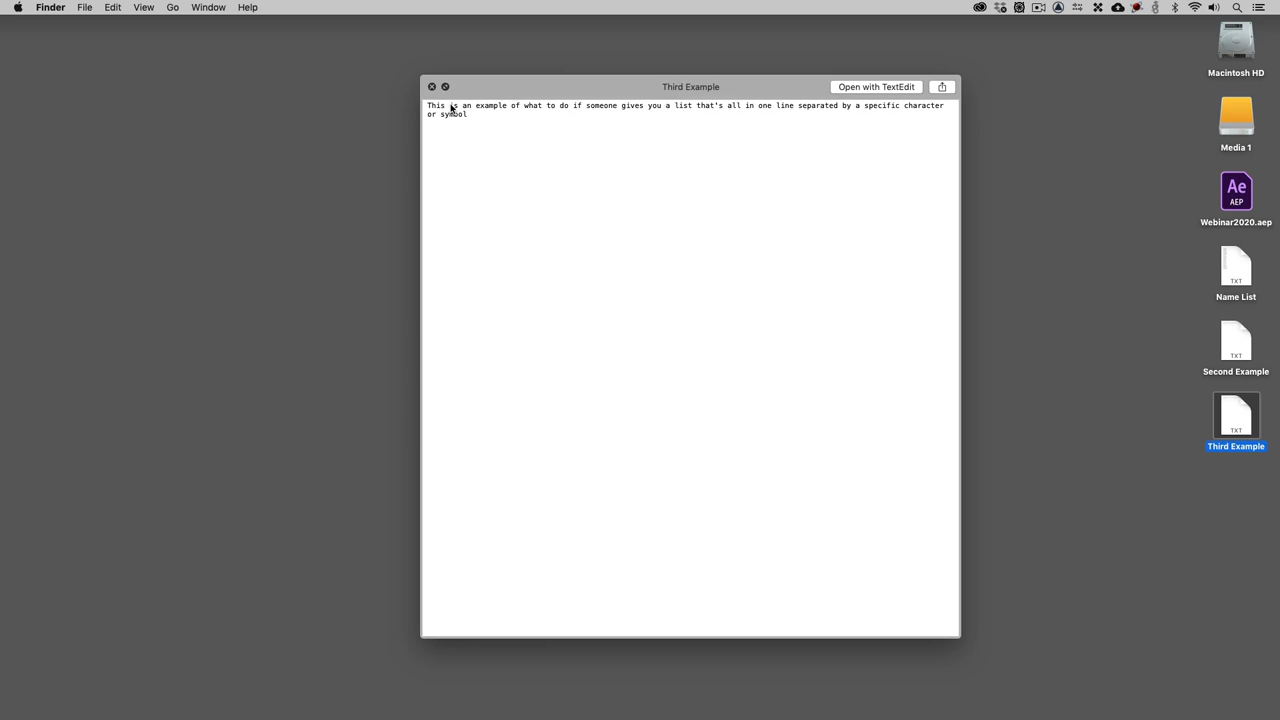 Finder File Edit View Go Window Help
Macintosh HD
Third Example
Open with TextEdit
This is an example of what to do if someone gives you a list that's all in one line separated by a specific character
or symbol
Media 1
Ae
AEP
Webinar2020.aep
TXT
Name List
TXT
Second Example
TXT
Third Example